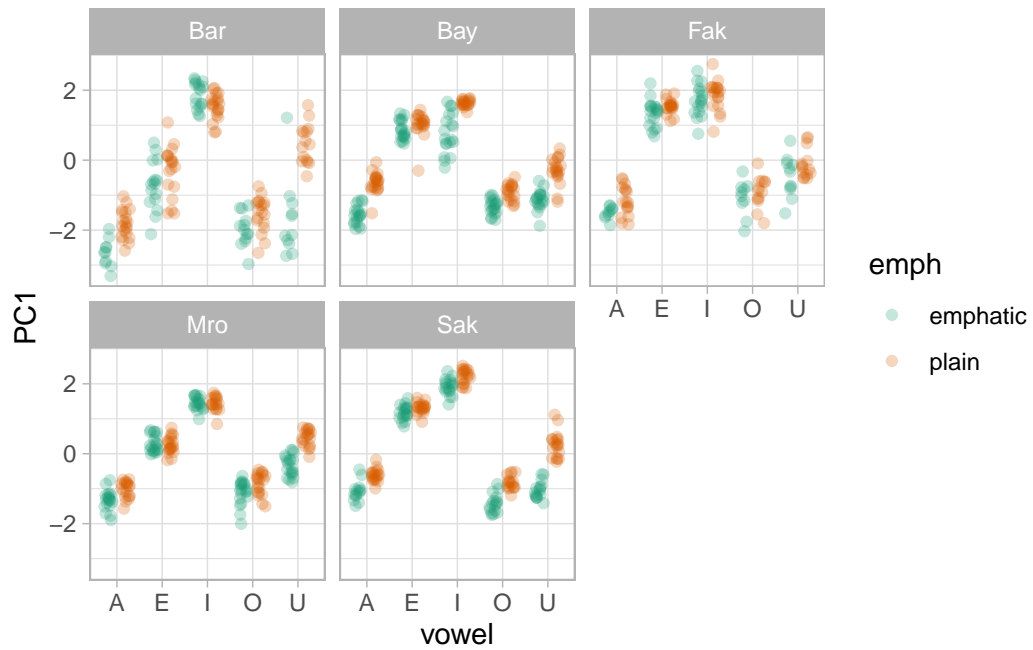 Bar Bay Fak
2
0
−2
A E I O U
Mro Sak
2
0
−2
A E I O U A E I O U
vowel
PC1
emph
emphatic
plain